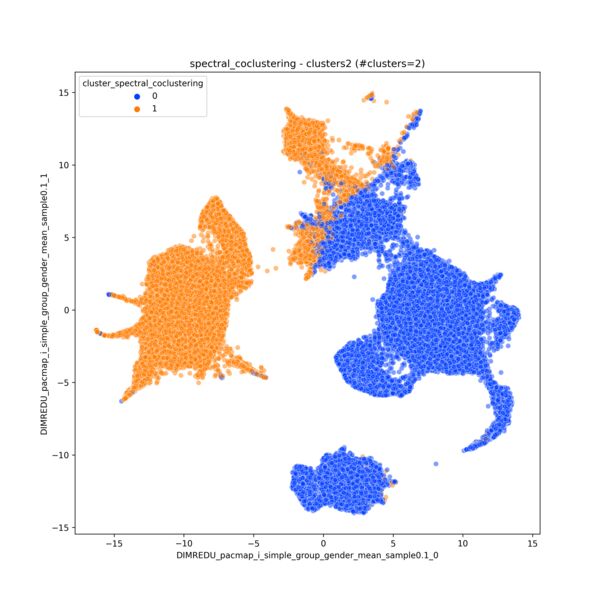 spectral_coclustering - clusters2 (#clusters=2)
cluster_spectral_coclustering
0
1
DIMREDU_pacmap_i_simple_group_gender_mean_sample0.1_1
15
10
5
0
−5
−10
−15
−15 −10 −5 0 5 10 15
DIMREDU_pacmap_i_simple_group_gender_mean_sample0.1_0